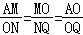 AM/ON = MO/NQ = AO/OQ